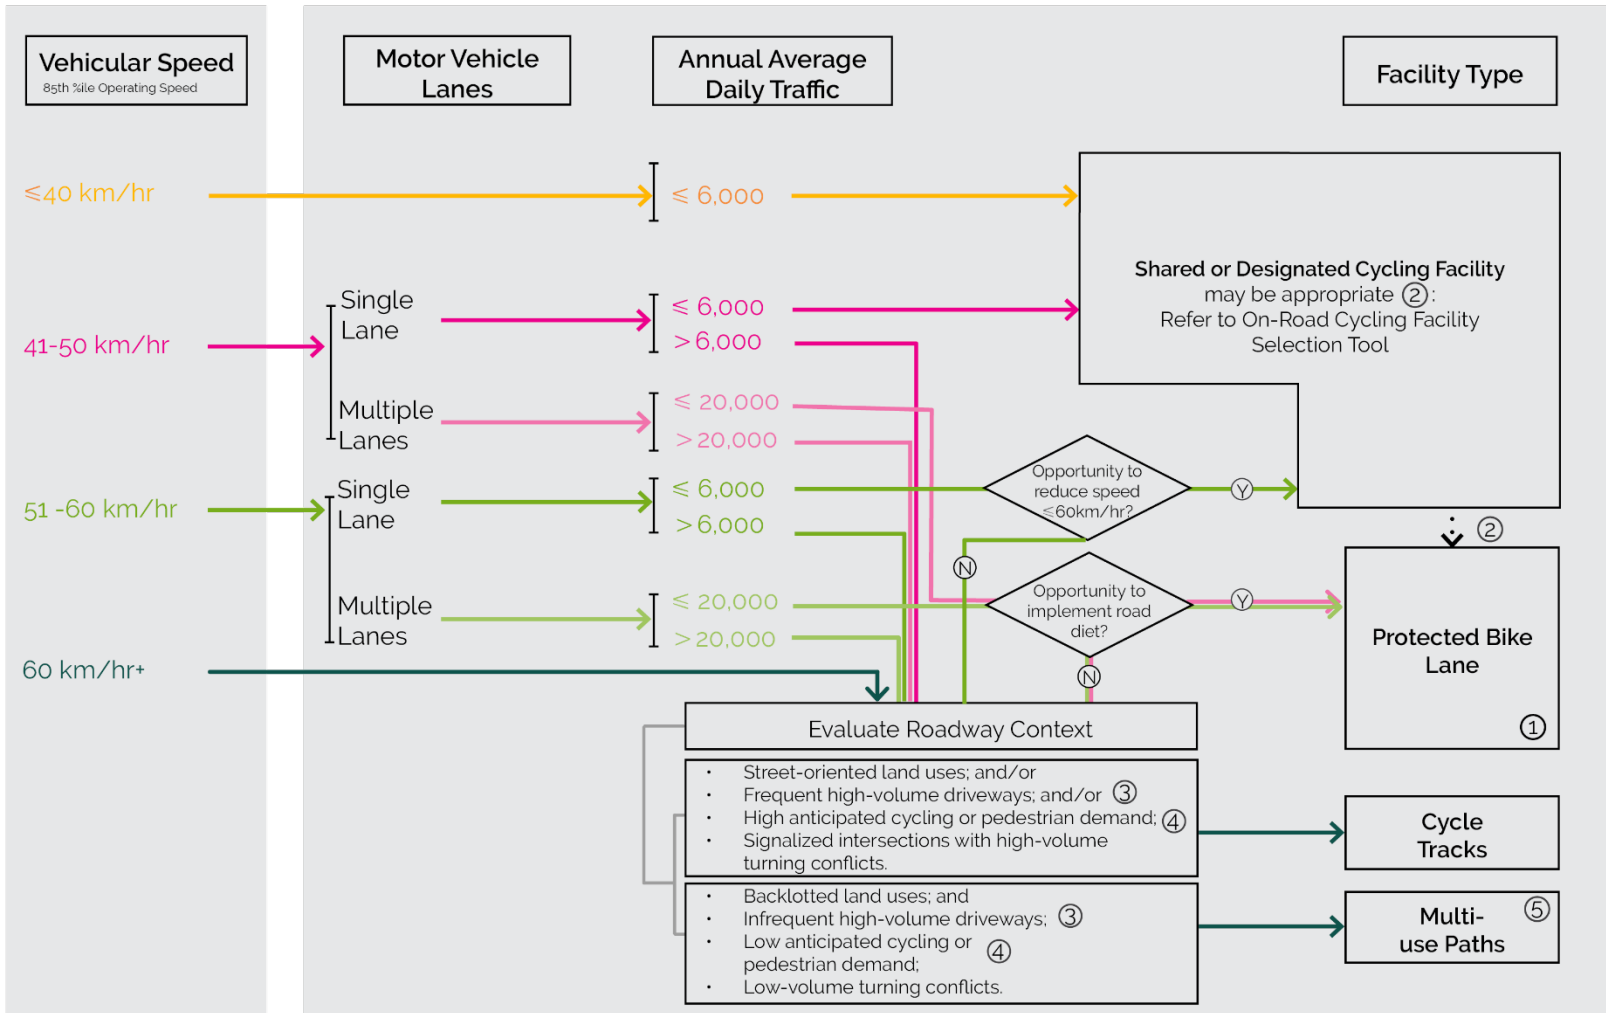 Vehicular Speed
85th %ile Operating Speed
Motor Vehicle
Lanes
Annual Average
Daily Traffic
Facility Type
≤40 km/hr
≤ 6,000
41-50 km/hr
Single
Lane
≤ 6,000
>6,000
Multiple
Lanes
≤ 20,000
>20,000
51 -60 km/hr
Single
Lane
≤ 6,000
>6,000
Multiple
Lanes
≤ 20,000
>20,000
60 km/hr+
Shared or Designated Cycling Facility
may be appropriate 2:
Refer to On-Road Cycling Facility
Selection Tool
Opportunity to
reduce speed
≤60km/hr?
Y
N
2
Opportunity to
implement road
diet?
Y
N
Protected Bike
Lane
1
Evaluate Roadway Context
• Street-oriented land uses; and/or
• Frequent high-volume driveways; and/or 3
• High anticipated cycling or pedestrian demand; 4
• Signalized intersections with high-volume
turning conflicts.
Cycle
Tracks
• Backlotted land uses; and
• Infrequent high-volume driveways; 3
• Low anticipated cycling or
pedestrian demand; 4
• Low-volume turning conflicts.
Multi-
use Paths
5